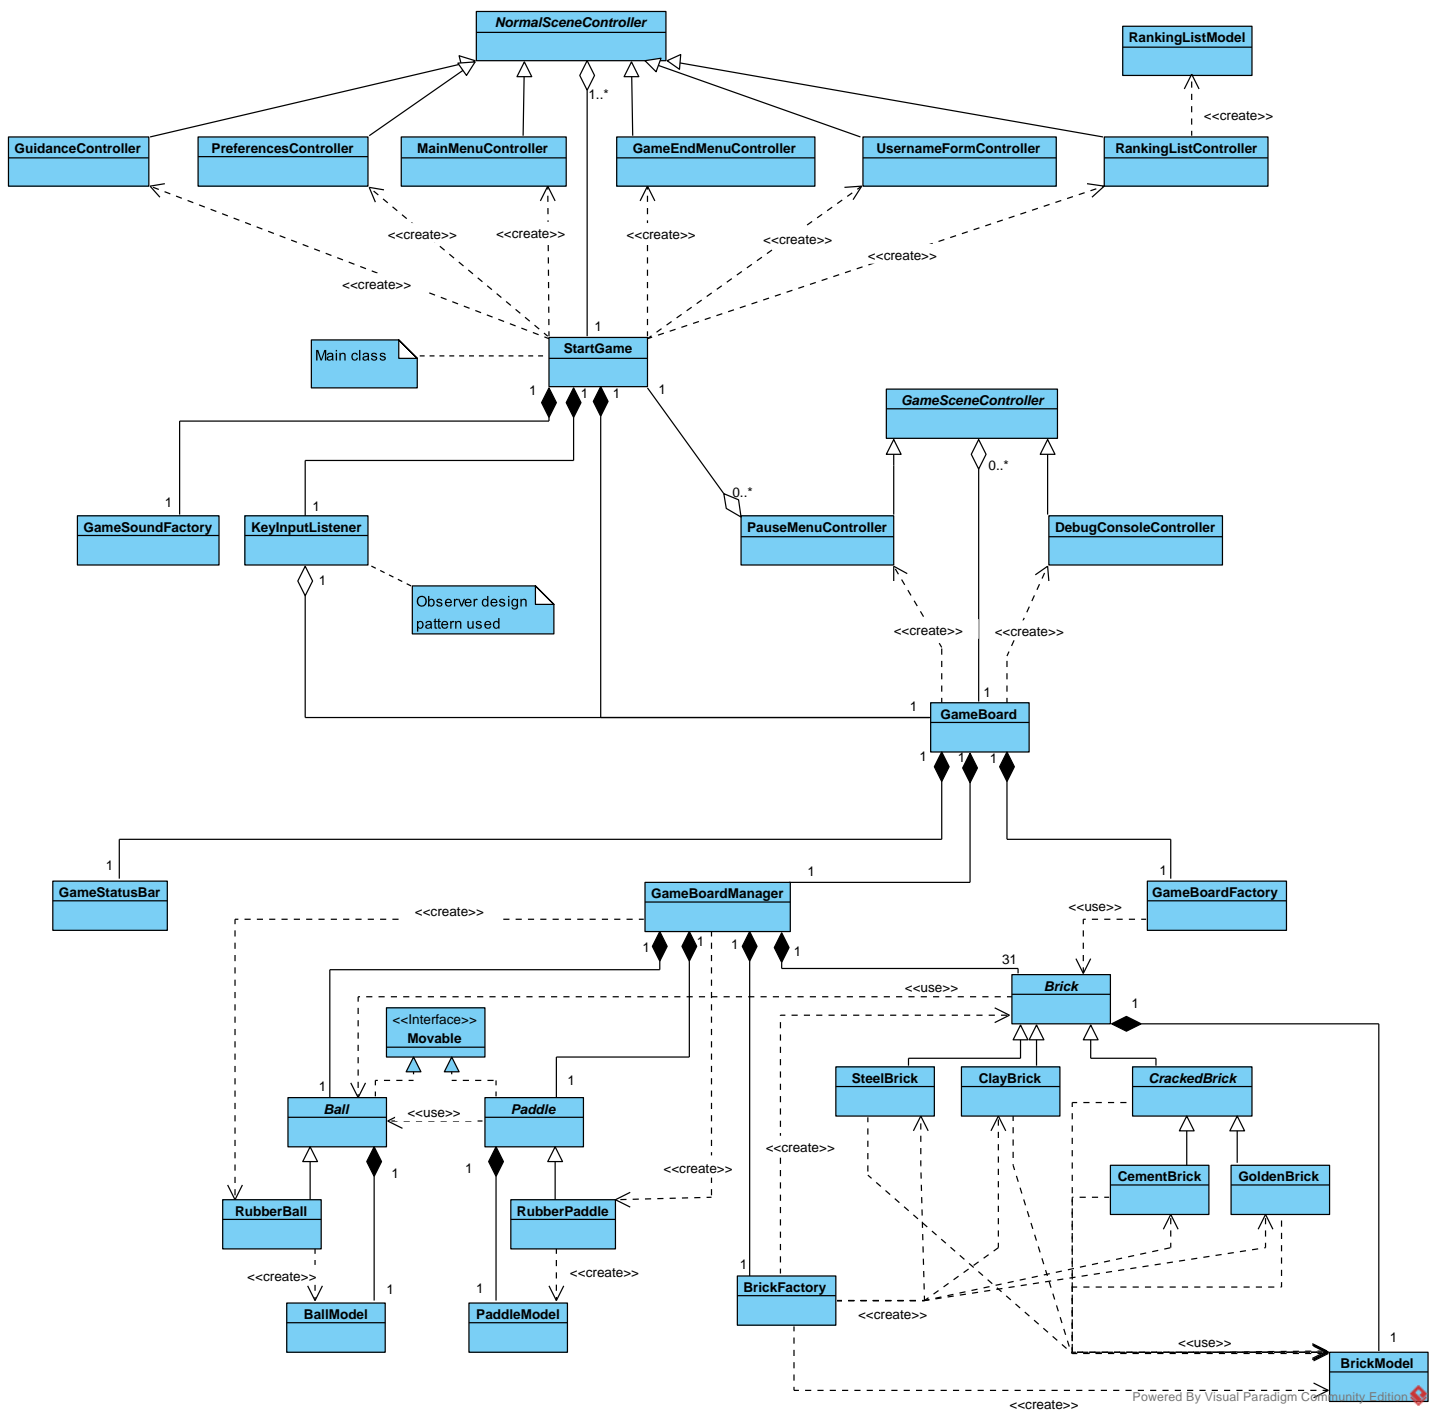 NormalSceneController
RankingListModel
1..*
<<create>>
GuidanceController
PreferencesController
MainMenuController
GameEndMenuController
UsernameFormController
RankingListController
<<create>>
<<create>>
<<create>>
<<create>>
<<create>>
<<create>>
1
StartGame
Main class
1
1
1
1
GameSceneController
0..*
0..*
1
1
GameSoundFactory
KeyInputListener
PauseMenuController
DebugConsoleController
1
Observer design
pattern used
<<create>>
<<create>>
1
1
GameBoard
1
1
1
1
1
1
GameStatusBar
GameBoardManager
GameBoardFactory
<<create>>
<<use>>
1
1
1
1
31
Brick
<<use>>
1
<<Interface>>
Movable
SteelBrick
ClayBrick
CrackedBrick
1
1
Ball
<<use>>
Paddle
<<create>>
1
1
<<create>>
CementBrick
GoldenBrick
RubberBall
RubberPaddle
1
<<create>>
<<create>>
1
1
BrickFactory
<<create>>
BallModel
PaddleModel
<<use>>
1
BrickModel
Powered By Visual Paradigm Community Edition
<<create>>